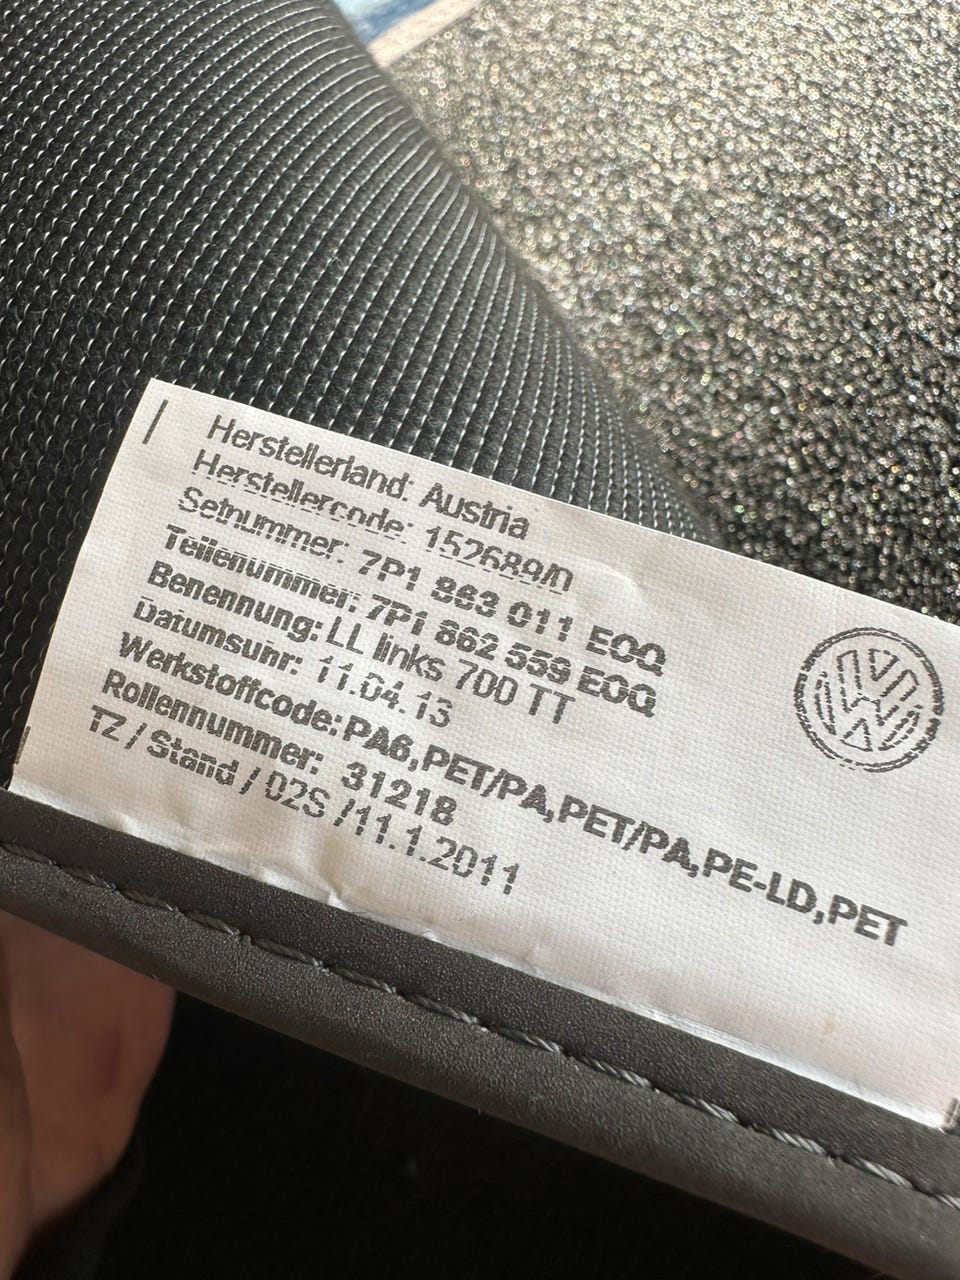 Herstellerland: Austria
Herstellercode: 152689/0
Setnummer: 7P1 863 011 EOQ
Teilenummer: 7P1 862 559 EOQ
Benennung: LL links 700 TT
Datumsuhr: 11.04.13
Werkstoffcode: PA6,PET/PA,PET/PA,PE-LD,PET
Rollennummer: 31218
TZ / Stand / 02S /11.1.2011
VW